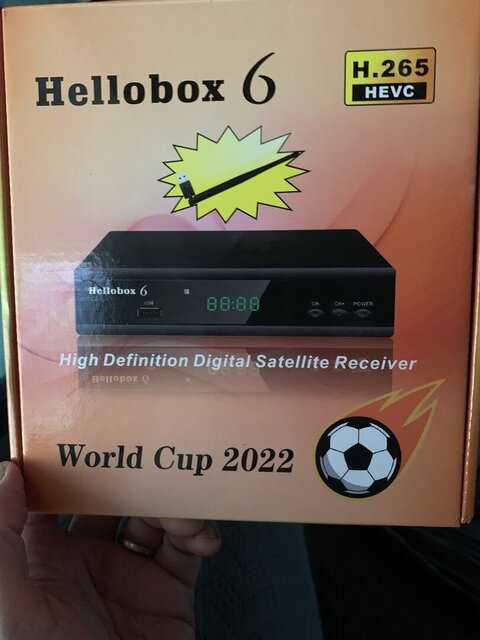 Hellobox 6
H.265
HEVC
Hellobox 6
USB
88:88
CH-
CH+
POWER
High Definition Digital Satellite Receiver
World Cup 2022